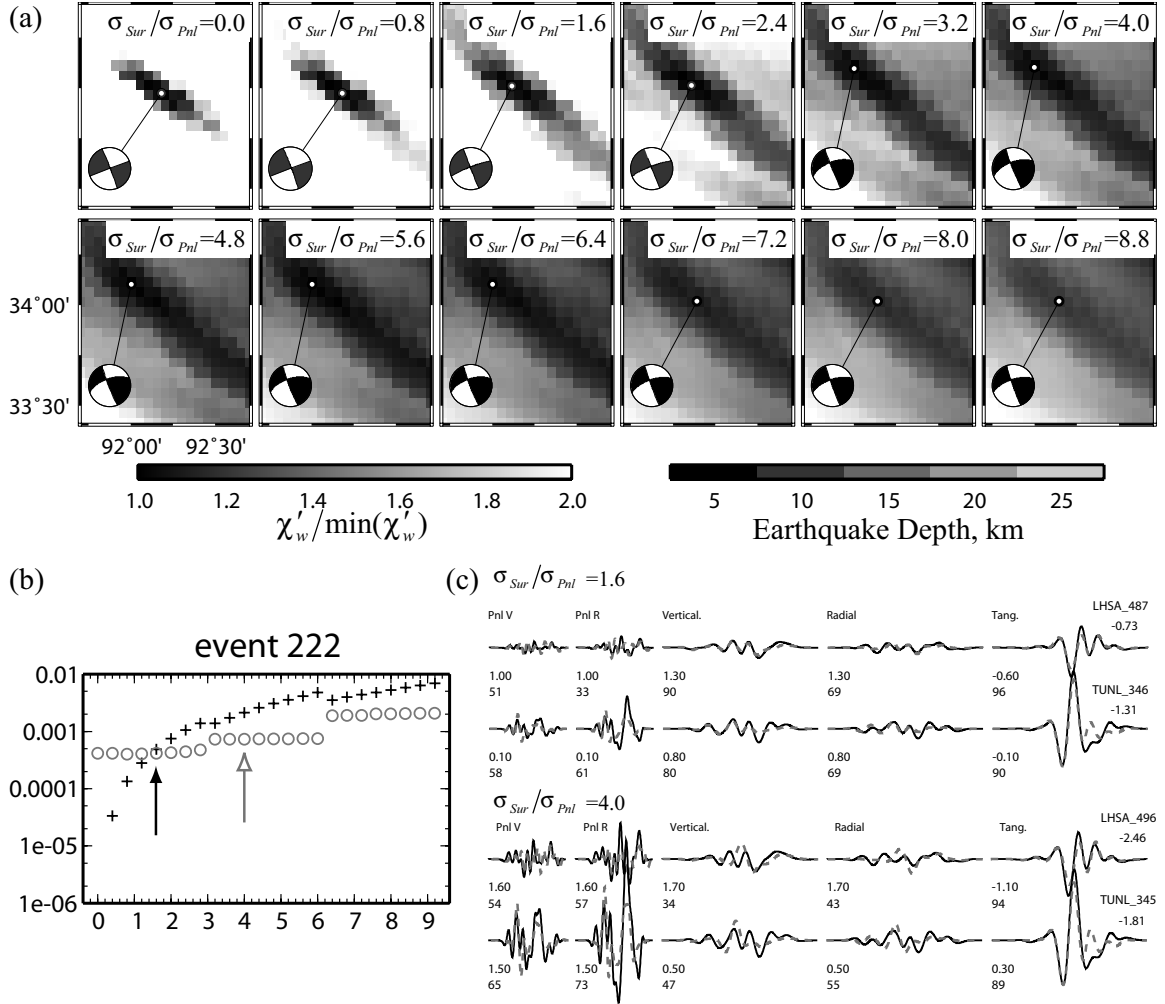 (a)
σSur/σPnl=0.0
σSur/σPnl=0.8
σSur/σPnl=1.6
σSur/σPnl=2.4
σSur/σPnl=3.2
σSur/σPnl=4.0
σSur/σPnl=4.8
σSur/σPnl=5.6
σSur/σPnl=6.4
σSur/σPnl=7.2
σSur/σPnl=8.0
σSur/σPnl=8.8
34˚00'
33˚30'
92˚00' 92˚30'
1.0 1.2 1.4 1.6 1.8 2.0
χ′w/min(χ′w)
5 10 15 20 25
Earthquake Depth, km
(b)
event 222
0.01
0.001
0.0001
1e-05
1e-06
0 1 2 3 4 5 6 7 8 9
(c)
σSur/σPnl =1.6
Pnl V Pnl R Vertical. Radial Tang.
LHSA_487
-0.73
1.00 1.00 1.30 1.30 -0.60
51 33 90 69 96
TUNL_346
-1.31
0.10 0.10 0.80 0.80 -0.10
58 61 80 69 90
σSur/σPnl =4.0
Pnl V Pnl R Vertical. Radial Tang.
LHSA_496
-2.46
1.60 1.60 1.70 1.70 -1.10
54 57 34 43 94
TUNL_345
-1.81
1.50 1.50 0.50 0.50 0.30
65 73 47 55 89